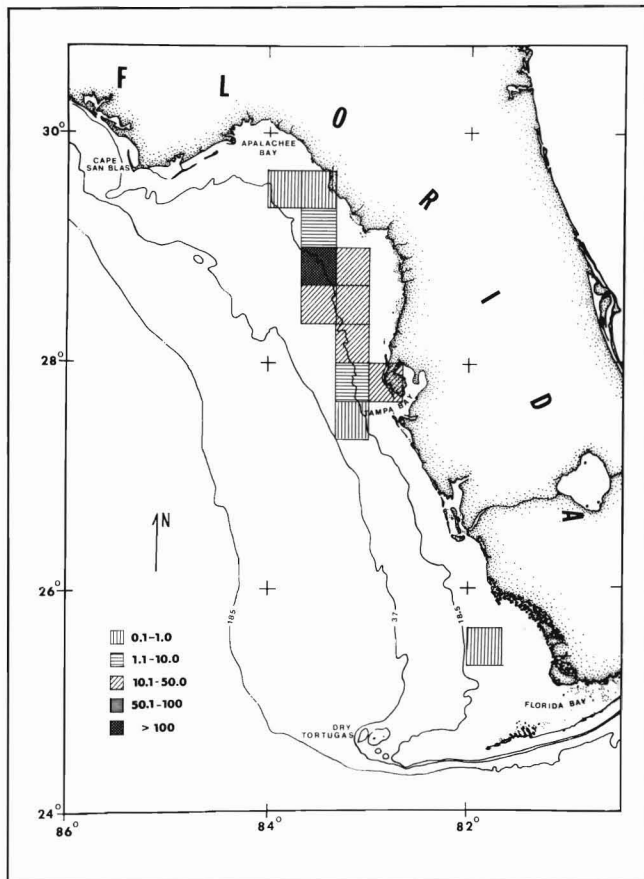 F L O R I D A
30°
APALACHEE
BAY
CAPE
SAN BLAS
28°
TAMPA BAY
N
26°
185
37
18.5
0.1–1.0
1.1–10.0
10.1–50.0
50.1–100
> 100
FLORIDA BAY
DRY
TORTUGAS
24°
86° 84° 82°